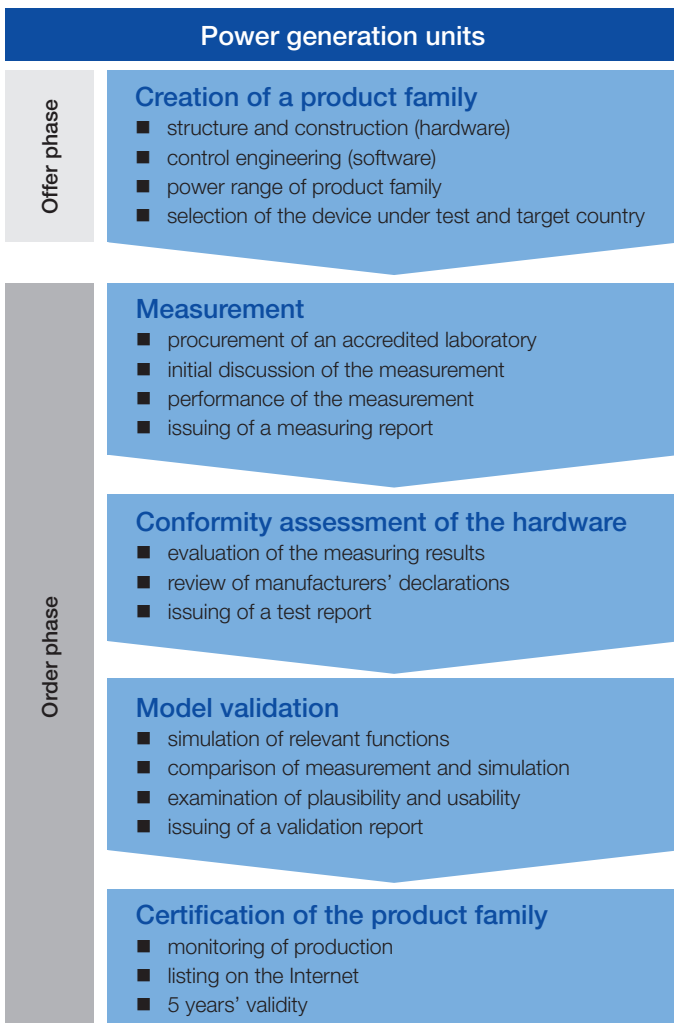 Power generation units
Offer phase
Creation of a product family
■ structure and construction (hardware)
■ control engineering (software)
■ power range of product family
■ selection of the device under test and target country
Order phase
Measurement
■ procurement of an accredited laboratory
■ initial discussion of the measurement
■ performance of the measurement
■ issuing of a measuring report
Conformity assessment of the hardware
■ evaluation of the measuring results
■ review of manufacturers’ declarations
■ issuing of a test report
Model validation
■ simulation of relevant functions
■ comparison of measurement and simulation
■ examination of plausibility and usability
■ issuing of a validation report
Certification of the product family
■ monitoring of production
■ listing on the Internet
■ 5 years’ validity